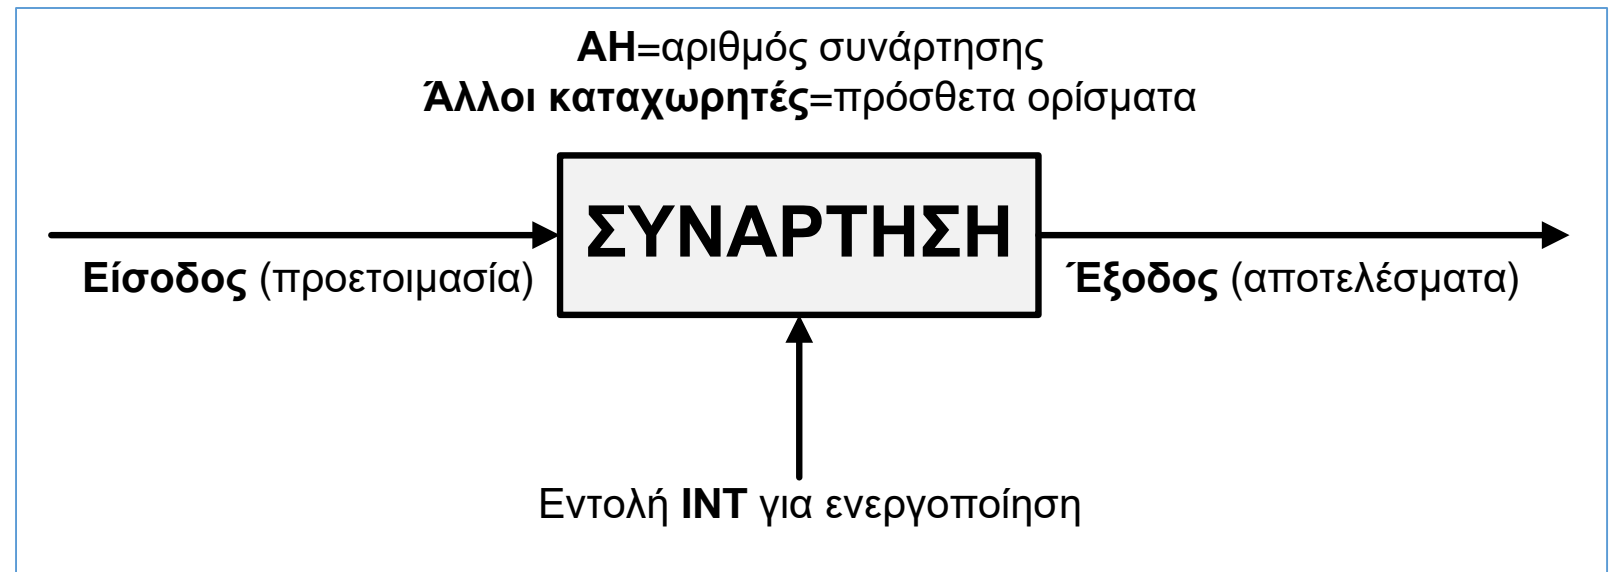 AH=αριθμός συνάρτησης
Άλλοι καταχωρητές=πρόσθετα ορίσματα
ΣΥΝΑΡΤΗΣΗ
Είσοδος (προετοιμασία)
Έξοδος (αποτελέσματα)
Εντολή INT για ενεργοποίηση